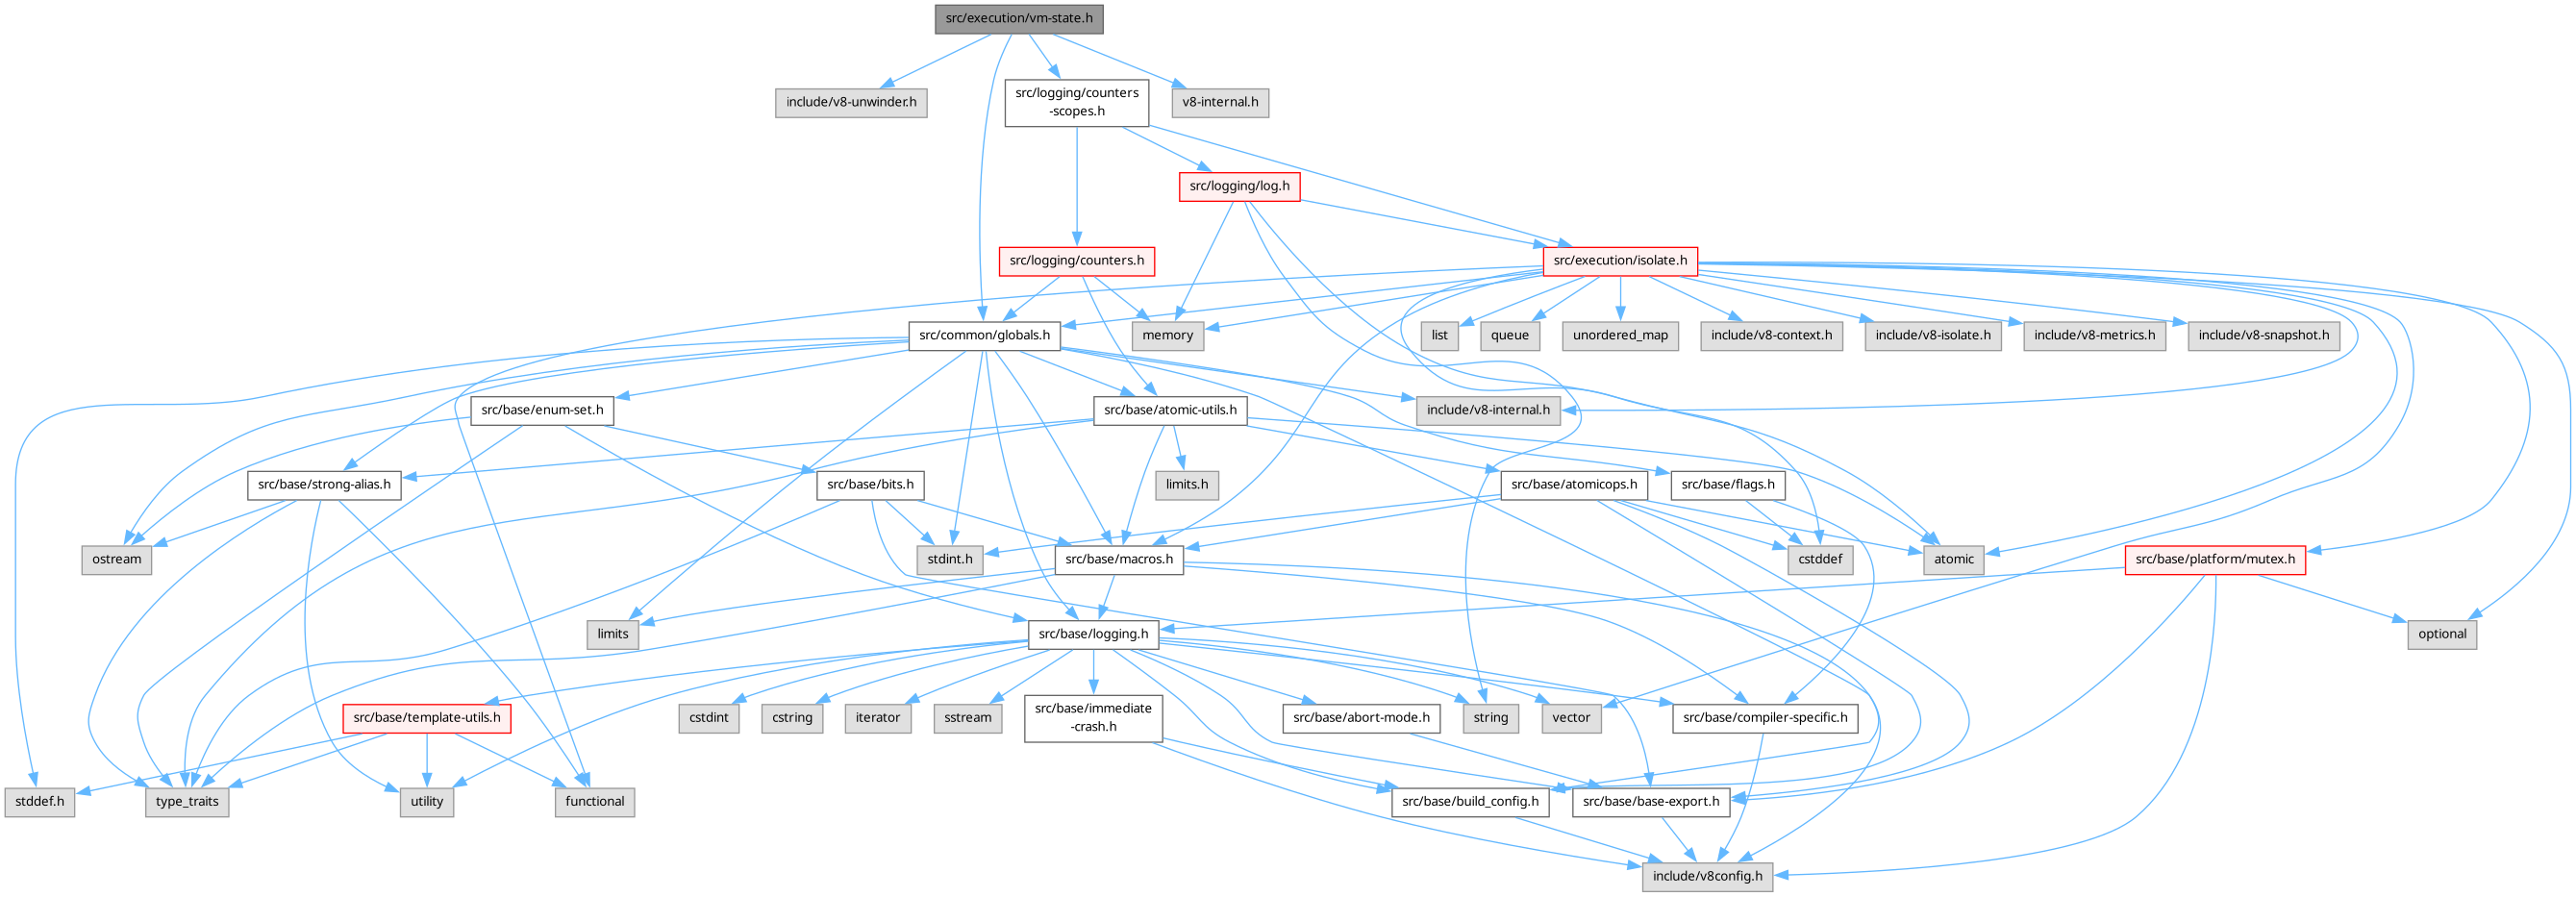 src/execution/vm-state.h
include/v8-unwinder.h
src/logging/counters
-scopes.h
v8-internal.h
src/logging/log.h
src/logging/counters.h
src/execution/isolate.h
src/common/globals.h
memory
list
queue
unordered_map
include/v8-context.h
include/v8-isolate.h
include/v8-metrics.h
include/v8-snapshot.h
src/base/enum-set.h
src/base/atomic-utils.h
include/v8-internal.h
src/base/strong-alias.h
src/base/bits.h
limits.h
src/base/atomicops.h
src/base/flags.h
ostream
stdint.h
src/base/macros.h
cstddef
atomic
src/base/platform/mutex.h
limits
src/base/logging.h
optional
src/base/template-utils.h
cstdint
cstring
iterator
sstream
src/base/immediate
-crash.h
src/base/abort-mode.h
string
vector
src/base/compiler-specific.h
stddef.h
type_traits
utility
functional
src/base/build_config.h
src/base/base-export.h
include/v8config.h